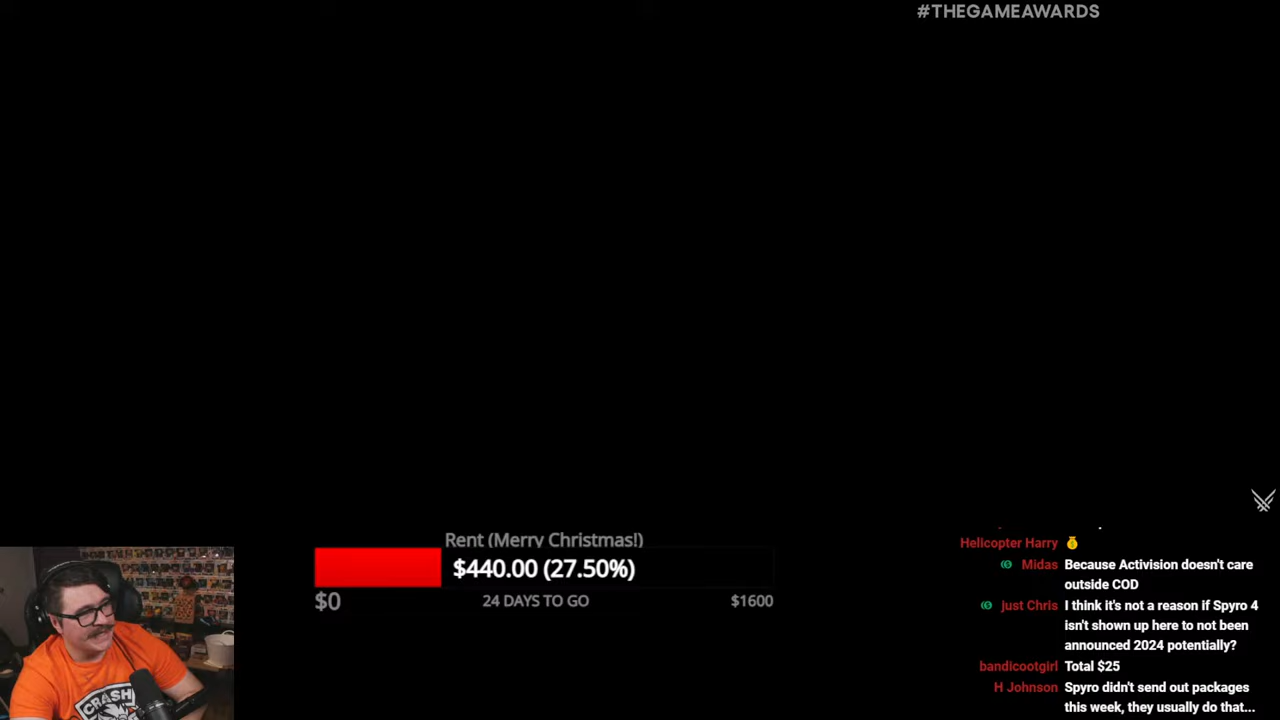 #THEGAMEAWARDS
Rent (Merry Christmas!)
$440.00 (27.50%)
$0
24 DAYS TO GO
$1600
Helicopter Harry 💰
Midas Because Activision doesn't care
outside COD
just Chris I think it's not a reason if Spyro 4
isn't shown up here to not been
announced 2024 potentially?
bandicootgirl Total $25
H Johnson Spyro didn't send out packages
this week, they usually do that...
CRASH